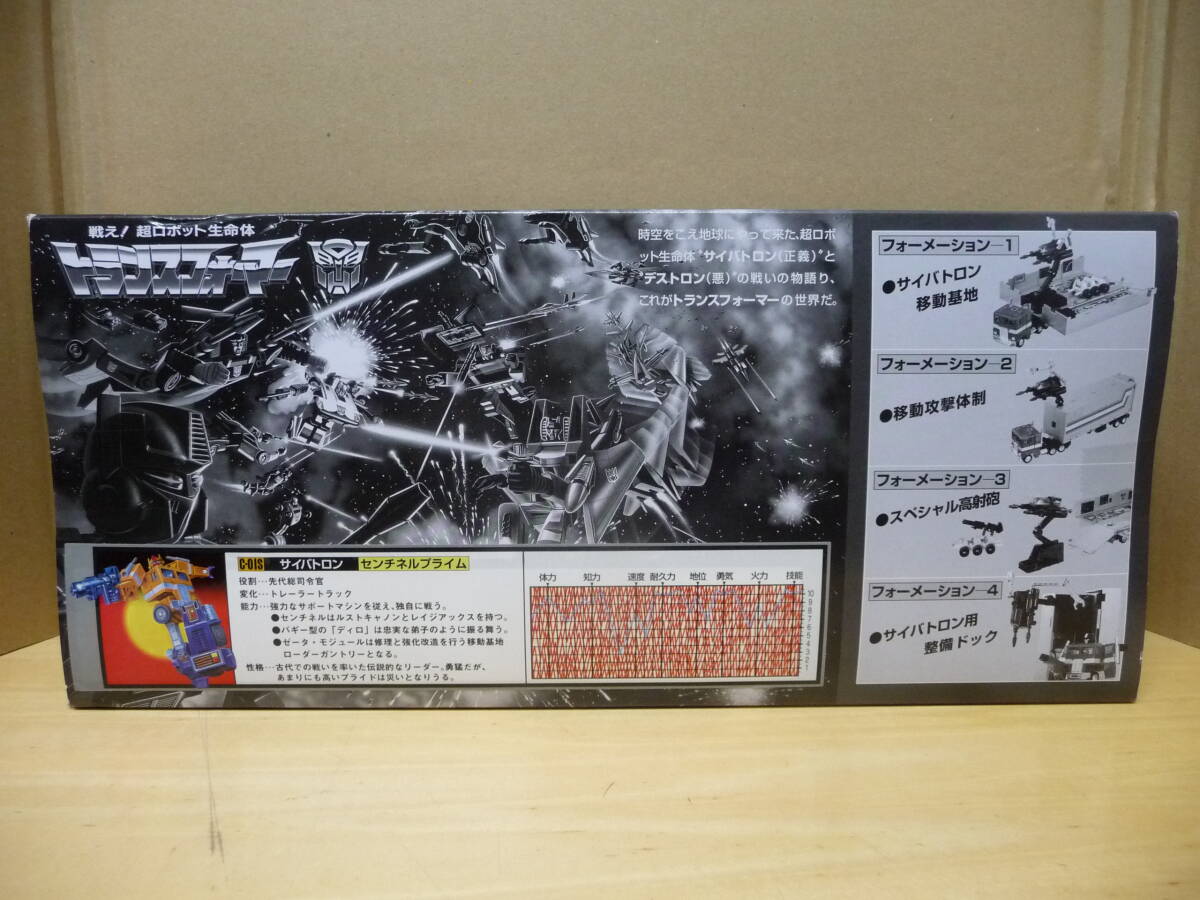 戦え！超ロボット生命体
トランスフォーマー
時空をこえ地球にやって来た、超ロボ
ット生命体"サイバトロン(正義)"と
デストロン(悪)"の戦いの物語り、
これがトランスフォーマーの世界だ。
C-01S サイバトロン センチネルプライム
役割…先代総司令官
変化…トレーラートラック
能力…強力なサポートマシンを従え、独自に戦う。
●センチネルはルストキャノンとレイジアックスを持つ。
●バギー型の「ディロ」は忠実な弟子のように振る舞う。
●ゼータ・モジュールは修理と強化改造を行う移動基地
ローダーガントリーとなる。
性格…古代での戦いを率いた伝説的なリーダー。勇猛だが、
あまりにも高いプライドは災いとなりうる。
体力 知力 速度 耐久力 地位 勇気 火力 技能
10
9
8
7
6
5
4
3
2
1
フォーメーション—1
●サイバトロン
移動基地
フォーメーション—2
●移動攻撃体制
フォーメーション—3
●スペシャル高射砲
フォーメーション—4
●サイバトロン用
整備ドック